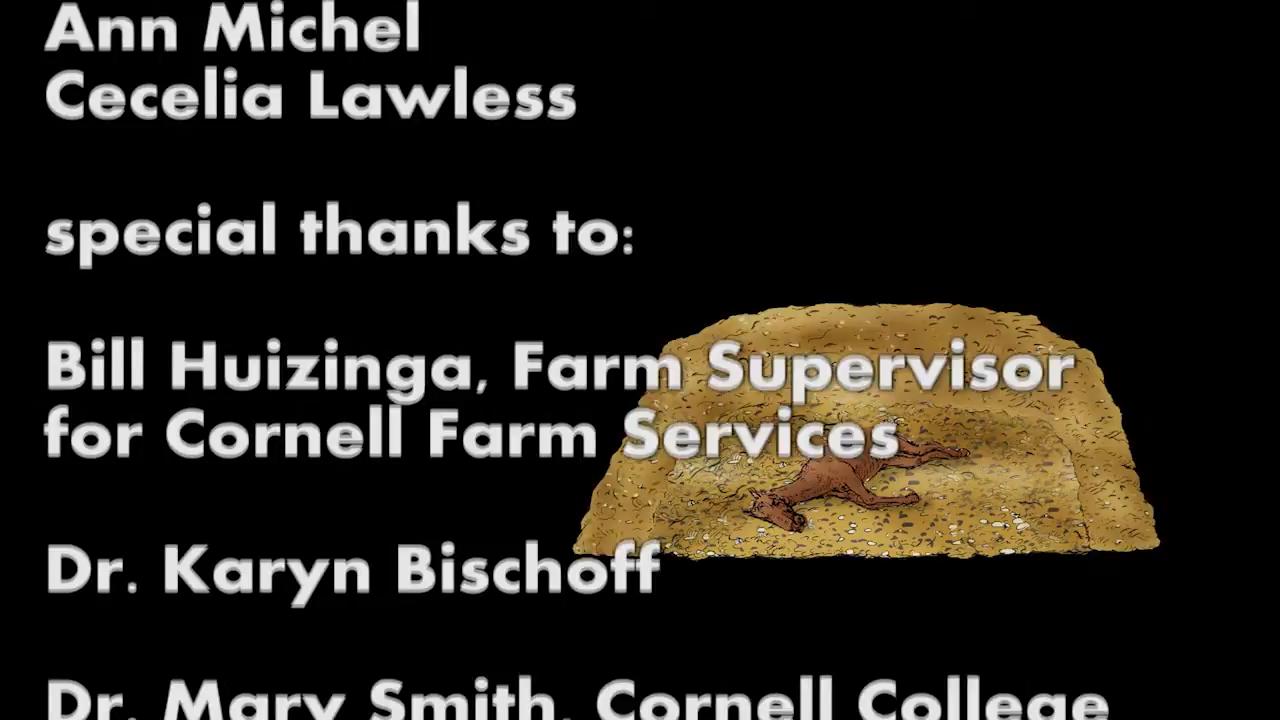 Ann Michel
Cecelia Lawless
special thanks to:
Bill Huizinga, Farm Supervisor
for Cornell Farm Services
Dr. Karyn Bischoff
Dr. Mary Smith, Cornell College